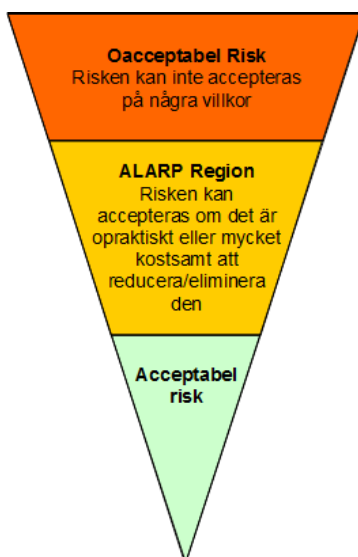 Oacceptabel Risk
Risken kan inte accepteras
på några villkor
ALARP Region
Risken kan
accepteras om det är
opraktiskt eller mycket
kostsamt att
reducera/eliminera
den
Acceptabel
risk